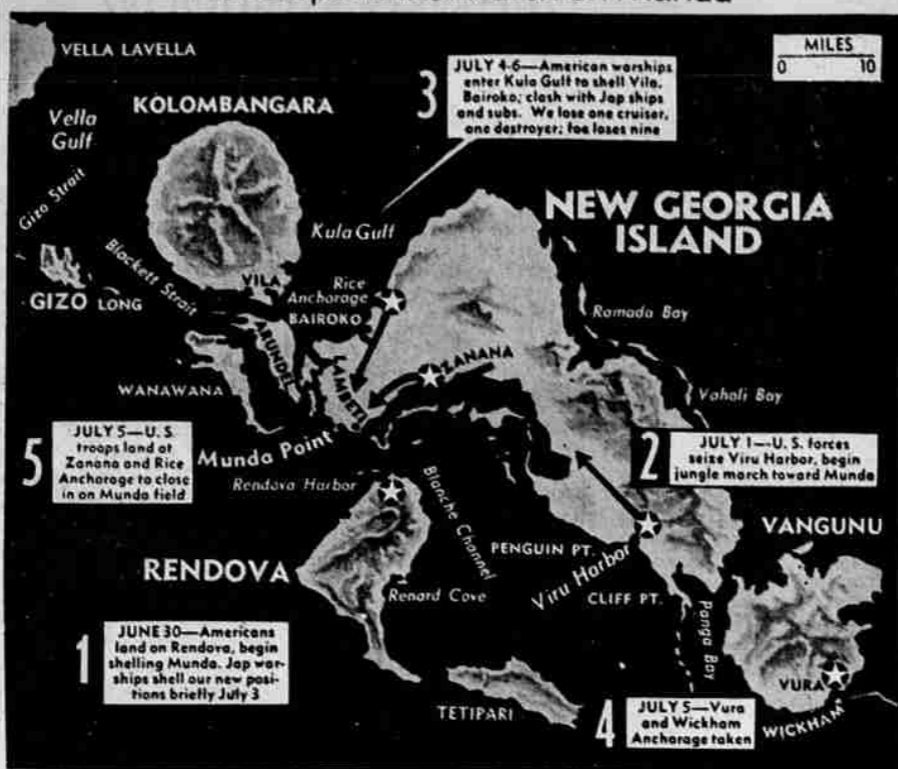 VELLA LAVELLA
KOLOMBANGARA
Vella
Gulf
Gizo Strait
GIZO
LONG
Blackett Strait
VILA
WANAWANA
ARUNDEL
3
JULY 4-6—American warships
enter Kula Gulf to shell Vila,
Bairoko; clash with Jap ships
and subs. We lose one cruiser,
one destroyer; foe loses nine
MILES
0 10
Kula Gulf
NEW GEORGIA
ISLAND
Rice
Anchorage
BAIROKO
LAMBETI
ZANANA
Ramada Bay
Vahali Bay
5
JULY 5—U. S.
troops land at
Zanana and Rice
Anchorage to close
in on Munda field
Munda Point
Rendova Harbor
Blanche Channel
2
JULY 1—U. S. forces
seize Viru Harbor, begin
jungle march toward Munda
RENDOVA
Renard Cove
PENGUIN PT.
Viru Harbor
CLIFF PT.
Panga Bay
VANGUNU
VURA
WICKHAM
1
JUNE 30—Americans
land on Rendova, begin
shelling Munda. Jap war-
ships shell our new posi-
tions briefly July 3
TETIPARI
4
JULY 5—Vura
and Wickham
Anchorage taken